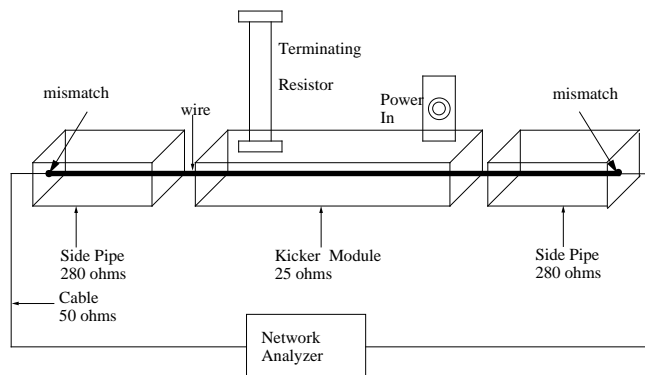 Terminating
Resistor
mismatch
wire
Power
In
mismatch
Side Pipe
280 ohms
Kicker Module
25 ohms
Side Pipe
280 ohms
Cable
50 ohms
Network
Analyzer